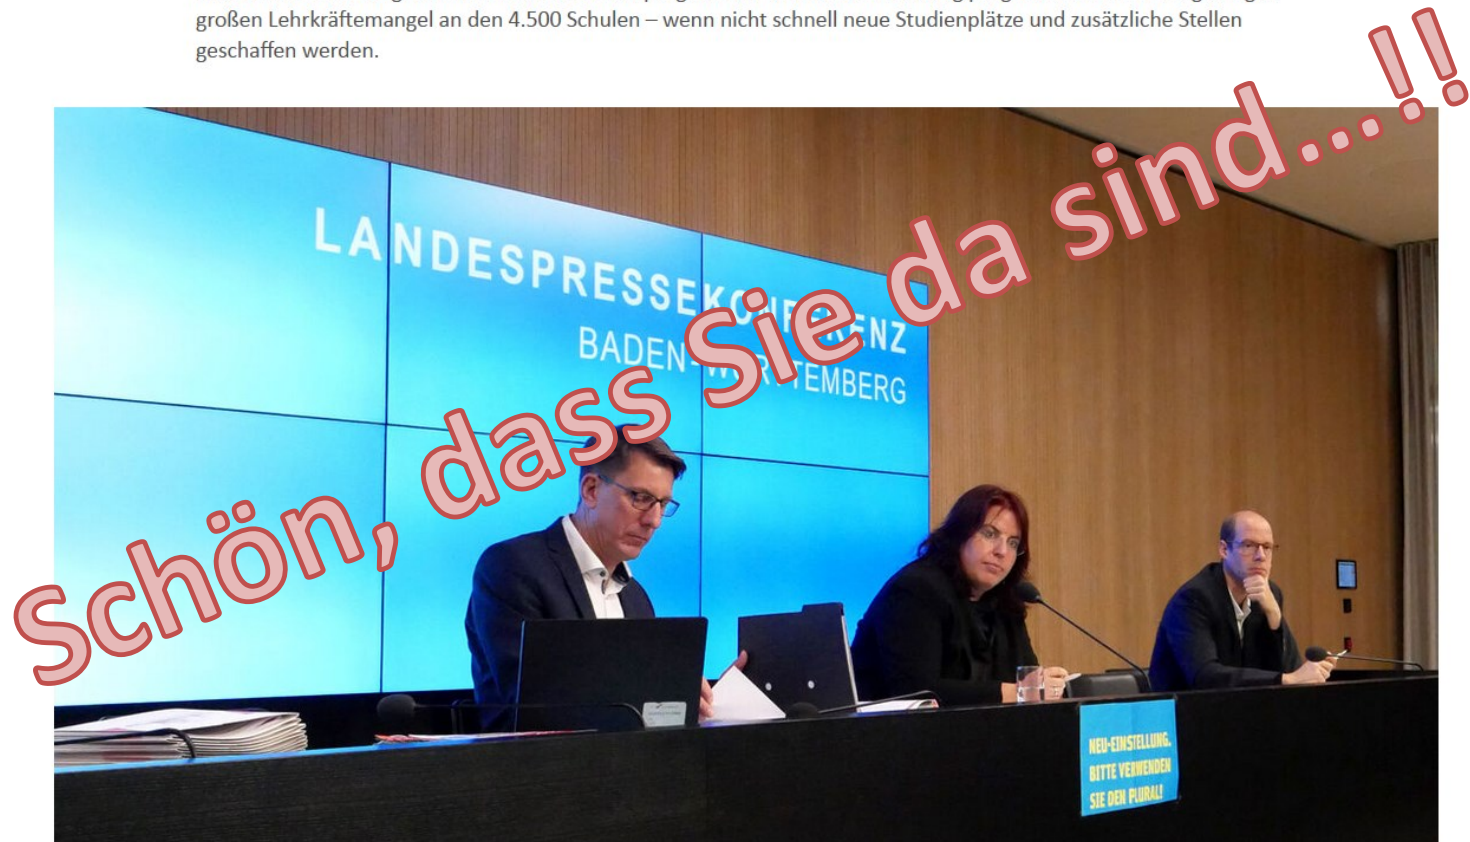 großen Lehrkräftemangel an den 4.500 Schulen – wenn nicht schnell neue Studienplätze und zusätzliche Stellen
geschaffen werden.
Schön, dass Sie da sind...!!
LANDESPRESSEKONFERENZ
BADEN-WÜRTTEMBERG
NEU-EINSTELLUNG.
BITTE VERWENDEN
SIE DEN PLURAL!